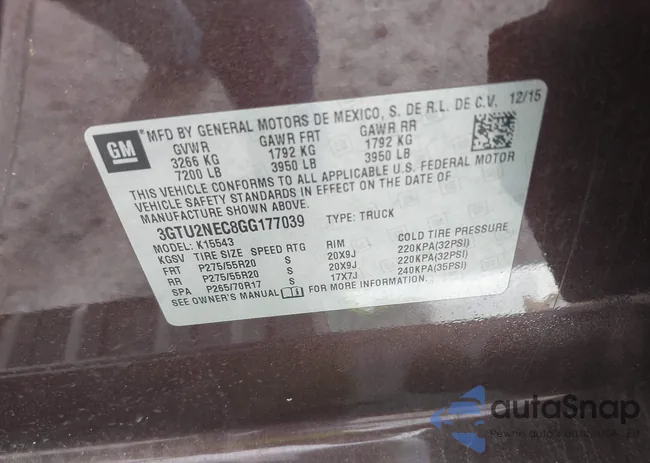 GM
MFD BY GENERAL MOTORS DE MEXICO, S. DE R.L. DE C.V. 12/15
GVWR GAWR FRT GAWR RR
3266 KG 1792 KG 1792 KG
7200 LB 3950 LB 3950 LB
THIS VEHICLE CONFORMS TO ALL APPLICABLE U.S. FEDERAL MOTOR
VEHICLE SAFETY STANDARDS IN EFFECT ON THE DATE OF
MANUFACTURE SHOWN ABOVE.
3GTU2NEC8GG177039 TYPE: TRUCK
MODEL: K15543
KGSV TIRE SIZE SPEED RTG RIM COLD TIRE PRESSURE
FRT P275/55R20 S 20X9J 220KPA(32PSI)
RR P275/55R20 S 20X9J 220KPA(32PSI)
SPA P265/70R17 S 17X7J 240KPA(35PSI)
SEE OWNER'S MANUAL FOR MORE INFORMATION.
autaSnap
Pewne auto z